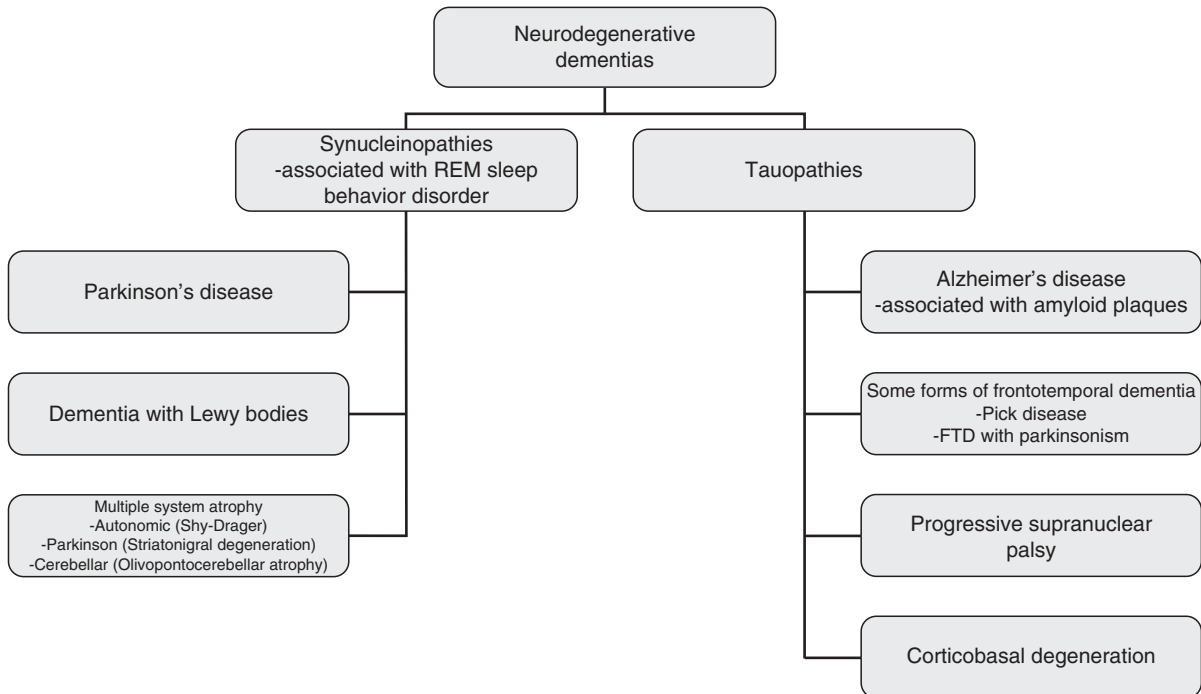 Neurodegenerative
dementias
Synucleinopathies
-associated with REM sleep
behavior disorder
Tauopathies
Parkinson's disease
Dementia with Lewy bodies
Multiple system atrophy
-Autonomic (Shy-Drager)
-Parkinson (Striatonigral degeneration)
-Cerebellar (Olivopontocerebellar atrophy)
Alzheimer's disease
-associated with amyloid plaques
Some forms of frontotemporal dementia
-Pick disease
-FTD with parkinsonism
Progressive supranuclear
palsy
Corticobasal degeneration